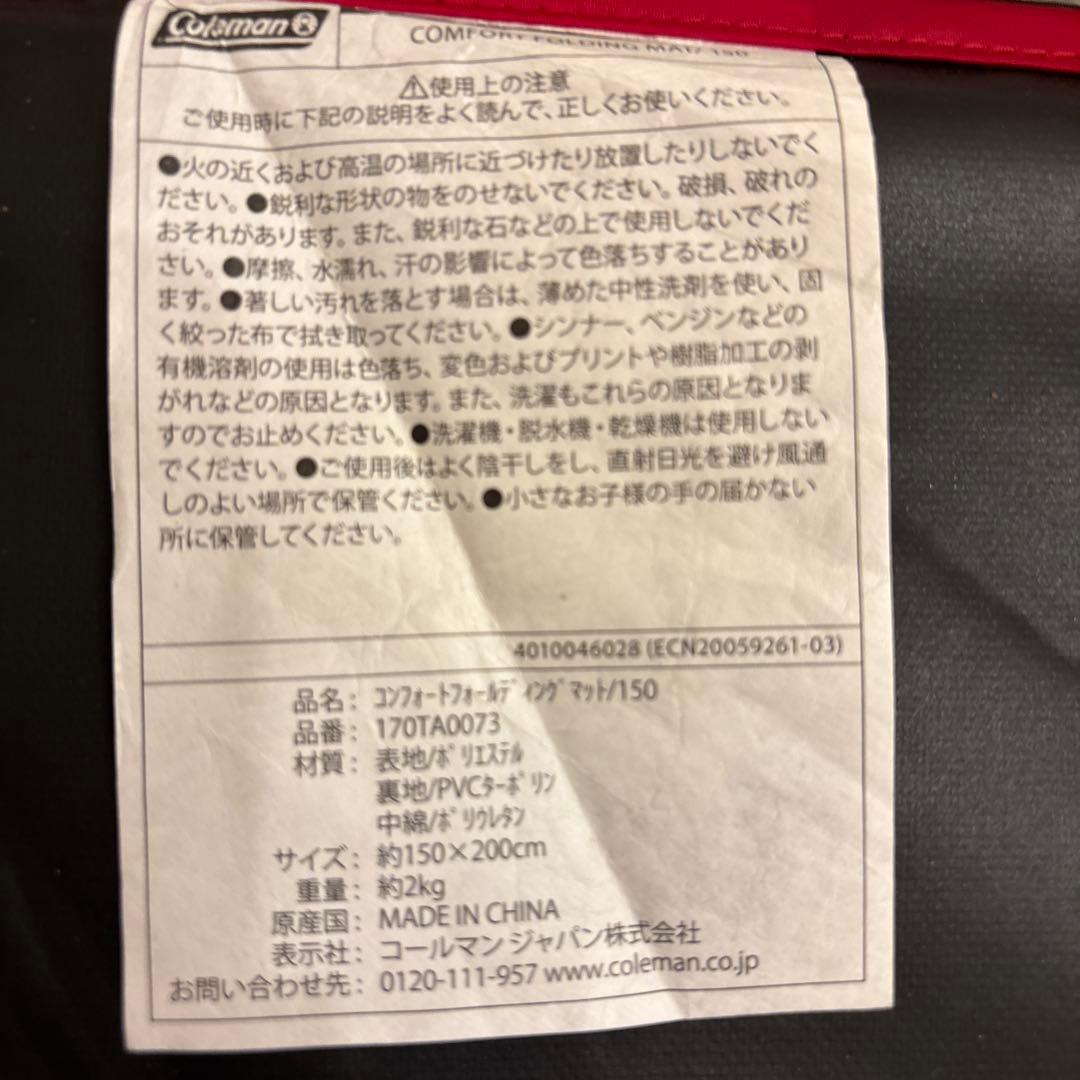 Coleman®
COMFORT FOLDING MAT/150
⚠使用上の注意
ご使用時に下記の説明をよく読んで、正しくお使いください。
●火の近くおよび高温の場所に近づけたり放置したりしないでく
ださい。●鋭利な形状の物をのせないでください。破損、破れの
おそれがあります。また、鋭利な石などの上で使用しないでくだ
さい。●摩擦、水濡れ、汗の影響によって色落ちすることがあり
ます。●著しい汚れを落とす場合は、薄めた中性洗剤を使い、固
く絞った布で拭き取ってください。●シンナー、ベンジンなどの
有機溶剤の使用は色落ち、変色およびプリントや樹脂加工の剥
がれなどの原因となります。また、洗濯もこれらの原因となりま
すのでお止めください。●洗濯機・脱水機・乾燥機は使用しない
でください。●ご使用後はよく陰干しをし、直射日光を避け風通
しのよい場所で保管ください。●小さなお子様の手の届かない
所に保管してください。
4010046028 (ECN20059261-03)
品名： ｺﾝﾌｫｰﾄﾌｫｰﾙﾃﾞｨﾝｸﾞﾏｯﾄ/150
品番： 170TA0073
材質： 表地/ﾎﾟﾘｴｽﾃﾙ
裏地/PVCﾀｰﾎﾟﾘﾝ
中綿/ﾎﾟﾘｳﾚﾀﾝ
サイズ： 約150×200cm
重量： 約2kg
原産国： MADE IN CHINA
表示社： コールマン ジャパン株式会社
お問い合わせ先： 0120-111-957 www.coleman.co.jp